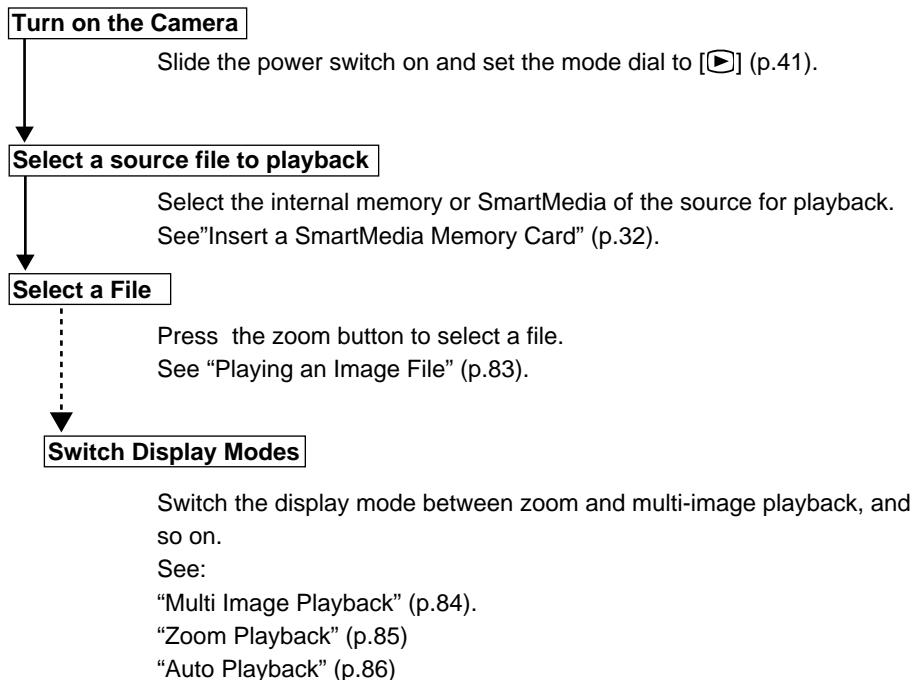 Turn on the Camera
Slide the power switch on and set the mode dial to [▶] (p.41).
Select a source file to playback
Select the internal memory or SmartMedia of the source for playback.
See”Insert a SmartMedia Memory Card” (p.32).
Select a File
Press  the zoom button to select a file.
See “Playing an Image File” (p.83).
Switch Display Modes
Switch the display mode between zoom and multi-image playback, and
so on.
See:
“Multi Image Playback” (p.84).
“Zoom Playback” (p.85)
“Auto Playback” (p.86)